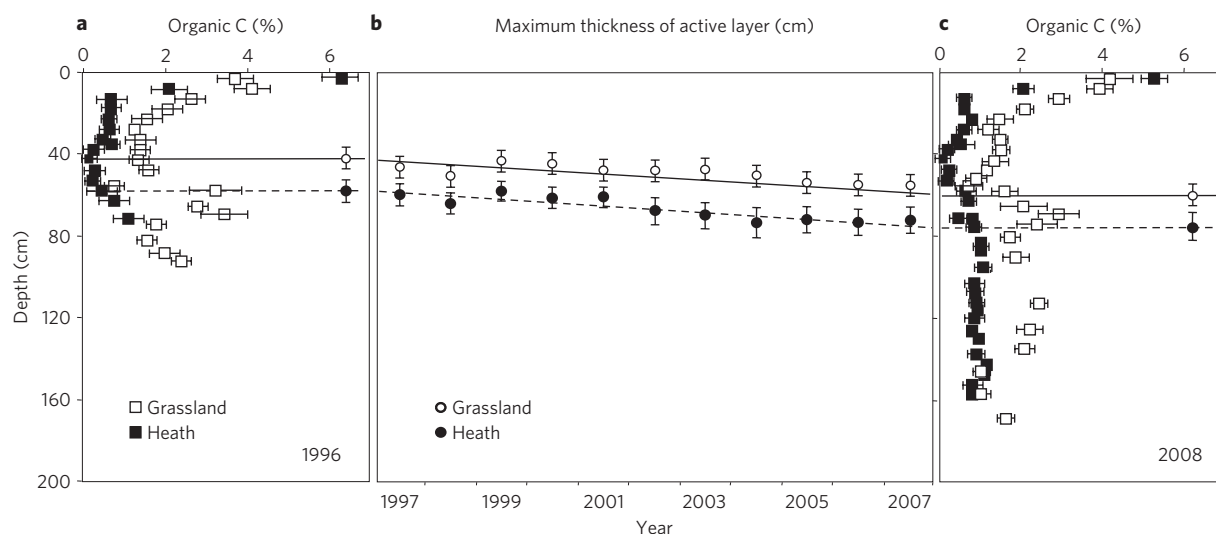 a
Organic C (%)
0 2 4 6
b
Maximum thickness of active layer (cm)
c
Organic C (%)
0 2 4 6
Depth (cm)
0
40
80
120
160
200
Grassland
Heath
1996
Grassland
Heath
1997 1999 2001 2003 2005 2007
Year
2008